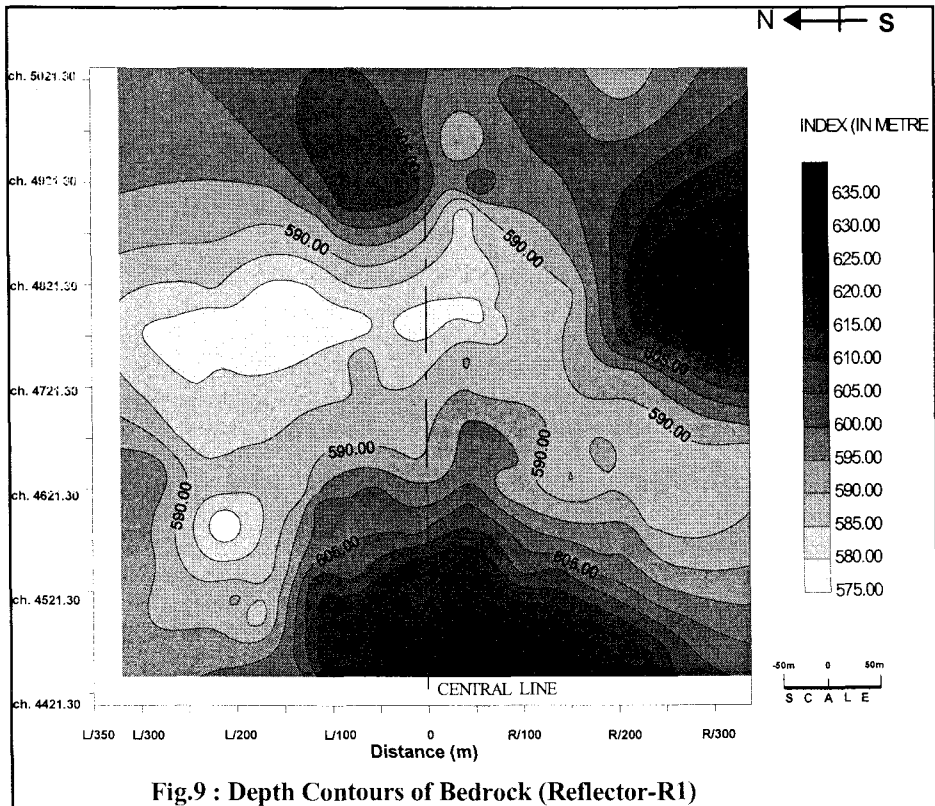 N S
ch. 5021.30
ch. 4921.30
ch. 4821.30
ch. 4721.30
ch. 4621.30
ch. 4521.30
ch. 4421.30
590.00
590.00
590.00
590.00
590.00
590.00
605.00
605.00
605.00
INDEX (IN METRE
635.00
630.00
625.00
620.00
615.00
610.00
605.00
600.00
595.00
590.00
585.00
580.00
575.00
-50m 0 50m
S C A L E
CENTRAL LINE
L/350 L/300 L/200 L/100 0 R/100 R/200 R/300
Distance (m)
Fig.9 : Depth Contours of Bedrock (Reflector-R1)